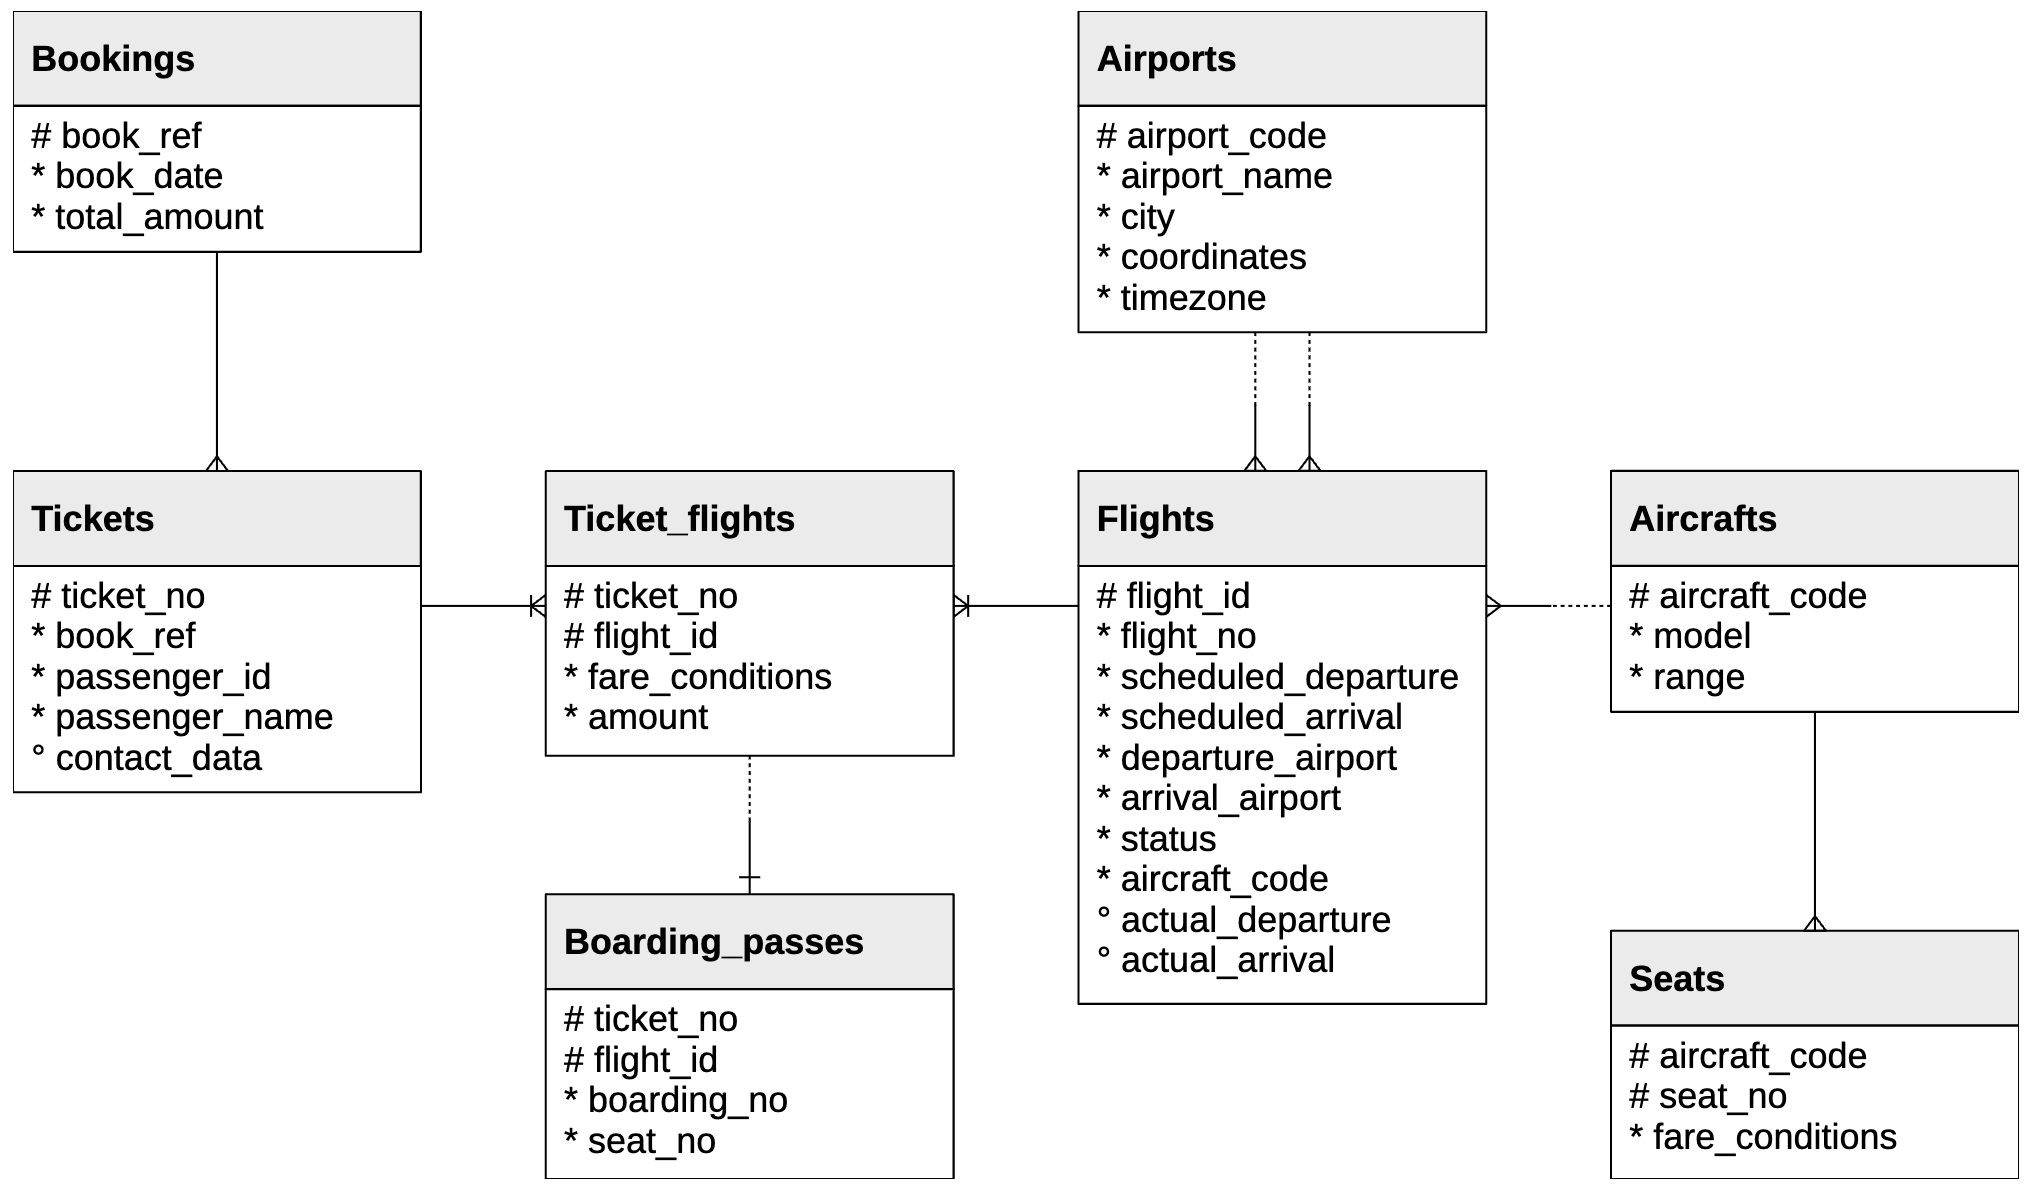 Bookings
# book_ref
* book_date
* total_amount
Airports
# airport_code
* airport_name
* city
* coordinates
* timezone
Tickets
# ticket_no
* book_ref
* passenger_id
* passenger_name
° contact_data
Ticket_flights
# ticket_no
# flight_id
* fare_conditions
* amount
Flights
# flight_id
* flight_no
* scheduled_departure
* scheduled_arrival
* departure_airport
* arrival_airport
* status
* aircraft_code
° actual_departure
° actual_arrival
Aircrafts
# aircraft_code
* model
* range
Boarding_passes
# ticket_no
# flight_id
* boarding_no
* seat_no
Seats
# aircraft_code
# seat_no
* fare_conditions